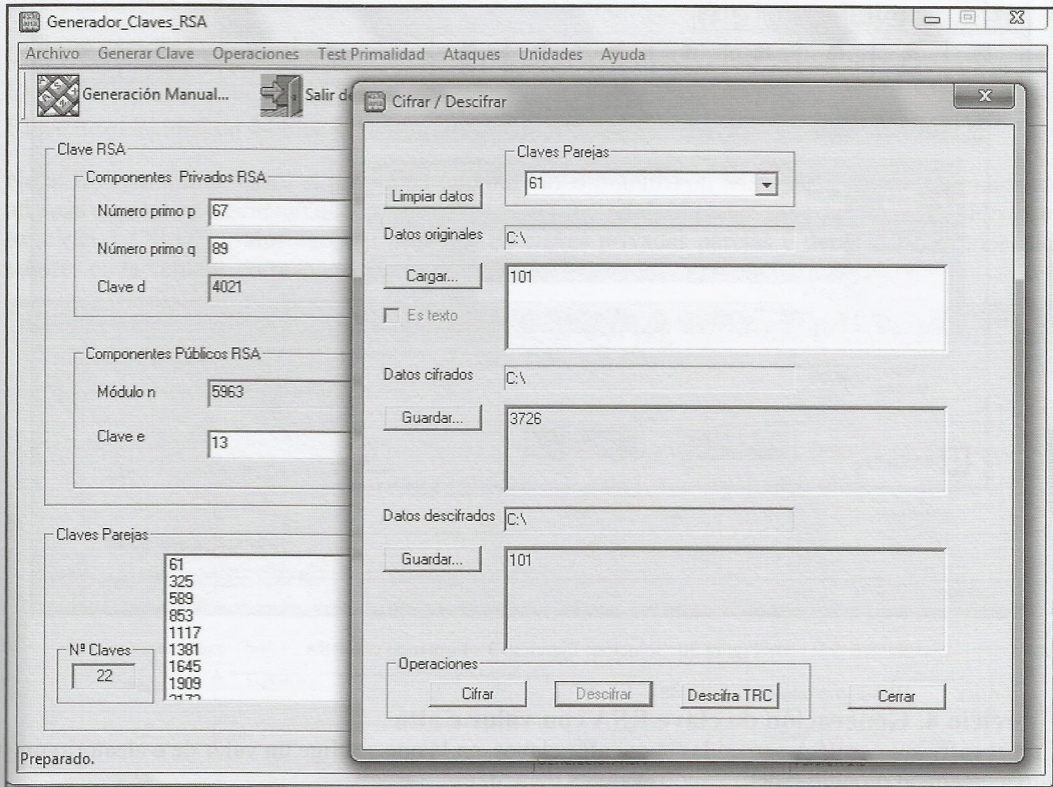 Generador_Claves_RSA
Archivo Generar Clave Operaciones Test Primalidad Ataques Unidades Ayuda
Generación Manual...
Salir
Clave RSA
Componentes Privados RSA
Número primo p 67
Número primo q 89
Clave d 4021
Componentes Públicos RSA
Módulo n 5963
Clave e 13
Claves Parejas
61
325
589
853
1117
1381
1645
1909
Nº Claves
22
Preparado.
Cifrar / Descifrar
Claves Parejas
61
Limpiar datos
Datos originales C:\
Cargar... 101
Es texto
Datos cifrados C:\
Guardar... 3726
Datos descifrados C:\
Guardar... 101
Operaciones
Cifrar Descifrar Descifra TRC Cerrar